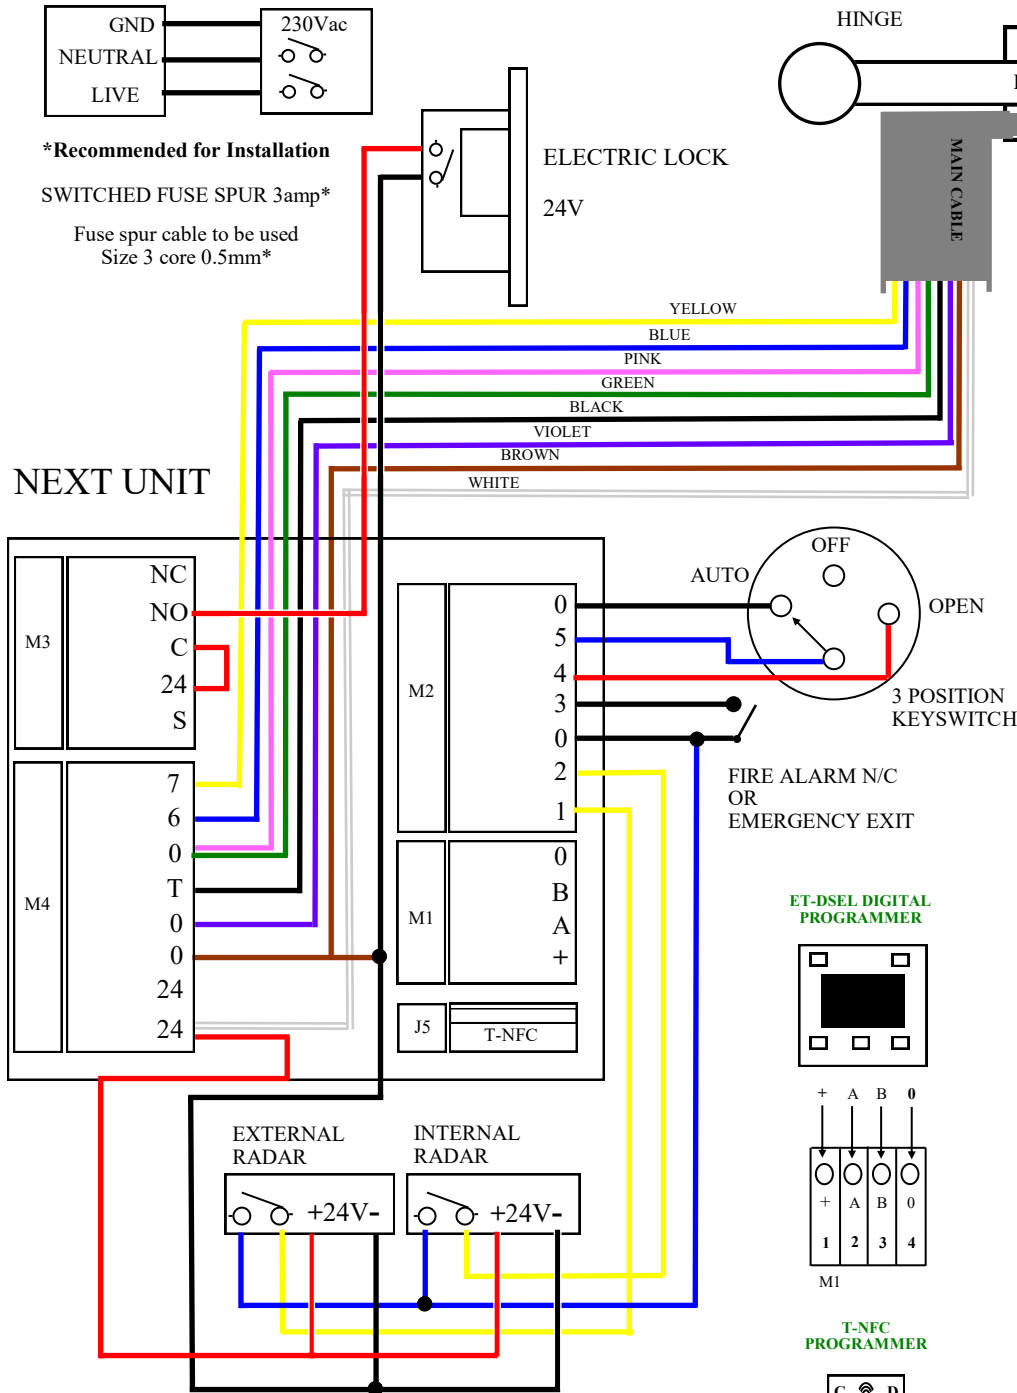 GND
NEUTRAL
LIVE
230Vac
HINGE
*Recommended for Installation
SWITCHED FUSE SPUR 3amp*
Fuse spur cable to be used
Size 3 core 0.5mm*
ELECTRIC LOCK
24V
MAIN CABLE
YELLOW
BLUE
PINK
GREEN
BLACK
VIOLET
BROWN
WHITE
NEXT UNIT
M3
NC
NO
C
24
S
M4
7
6
0
T
0
0
24
24
M2
0
5
4
3
0
2
1
M1
0
B
A
+
J5
T-NFC
OFF
AUTO
OPEN
3 POSITION
KEYSWITCH
FIRE ALARM N/C
OR
EMERGENCY EXIT
ET-DSEL DIGITAL
PROGRAMMER
+ A B 0
+ A B 0
1 2 3 4
M1
EXTERNAL
RADAR
+24V-
INTERNAL
RADAR
+24V-
T-NFC
PROGRAMMER